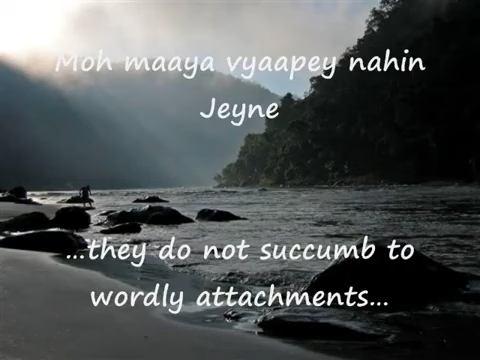 Moh maaya vyaapey nahin
Jeyne
...they do not succumb to
wordly attachments...